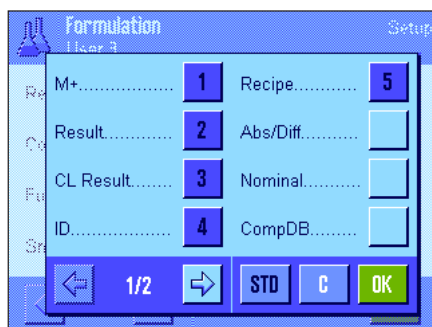 Formulation
Setup
User 3
M+................. 1
Result............ 2
CL Result........ 3
ID................... 4
Recipe............ 5
Abs/Diff...........
Nominal...........
CompDB.........
1/2
STD
C
OK